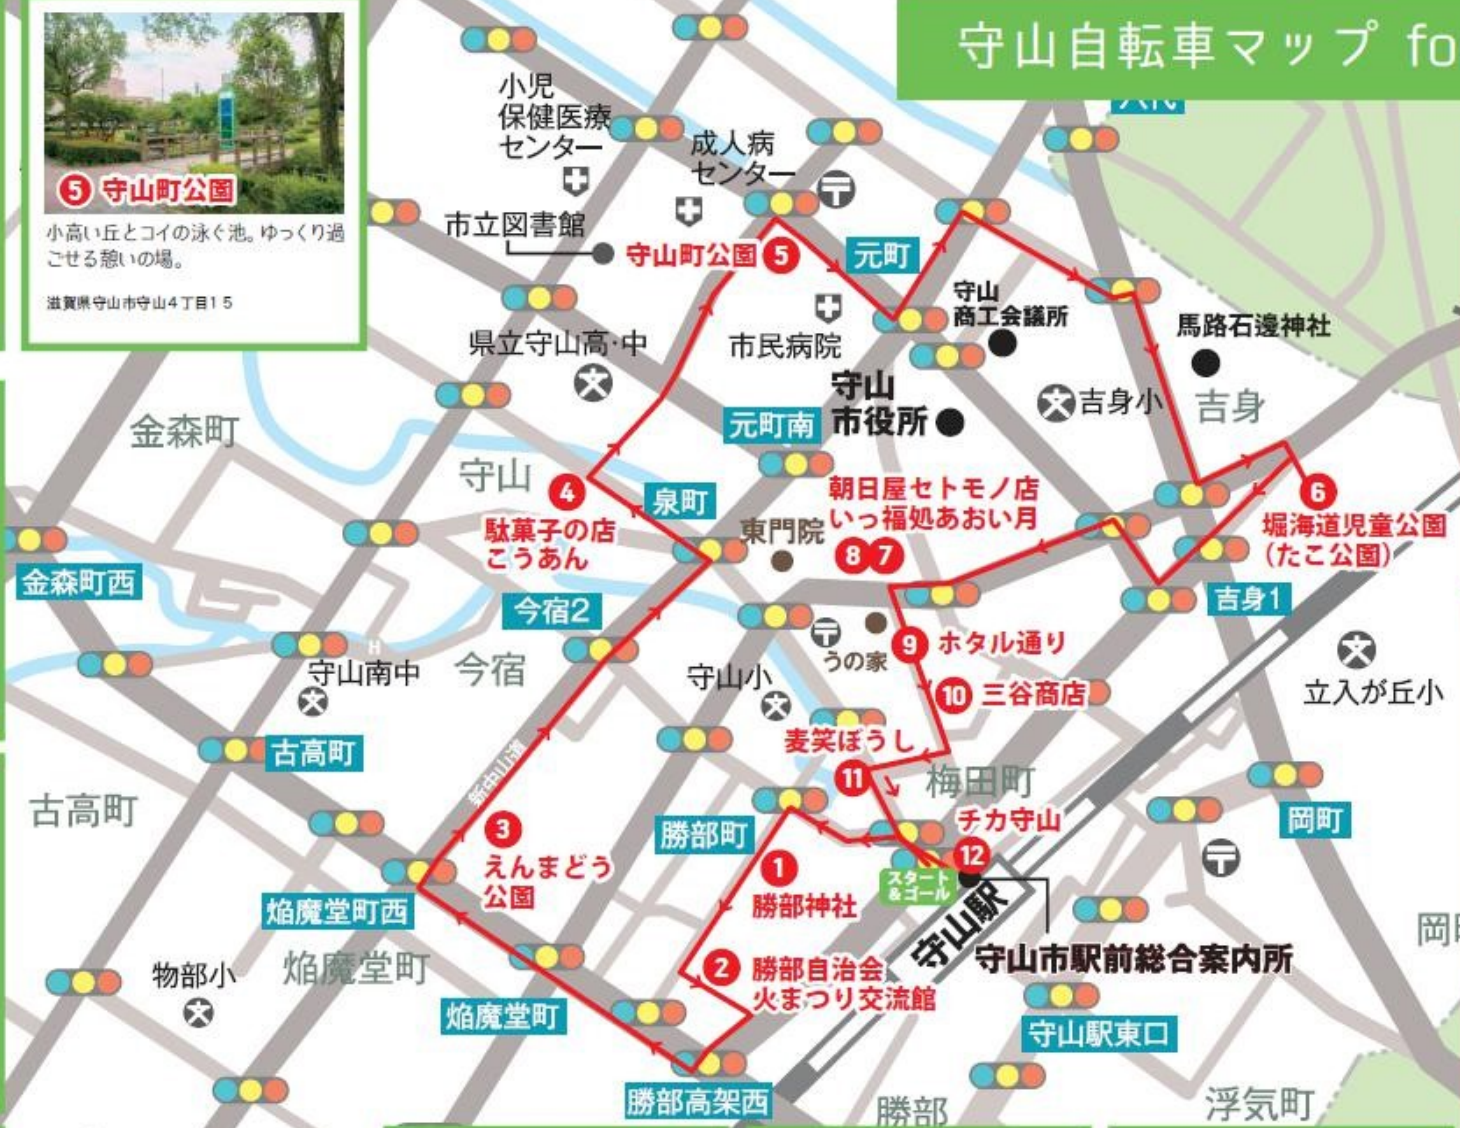 守山自転車マップ fo
⑤ 守山町公園
小高い丘とコイの泳ぐ池。ゆっくり過
ごせる憩いの場。
滋賀県守山市守山4丁目15
小児
保健医療
センター
成人病
センター
市立図書館
守山町公園 5
元町
守山
商工会議所
馬路石邊神社
県立守山高·中
市民病院
守山
市役所
吉身小
吉身
金森町
元町南
守山
4
駄菓子の店
こうあん
泉町
東門院
朝日屋セトモノ店
いっ福処あおい月
8 7
6
堀海道児童公園
(たこ公園)
金森町西
今宿2
吉身1
H
守山南中
今宿
守山小
うの家
9 ホタル通り
10 三谷商店
立入が丘小
古高町
新中山道
麦笑ぼうし
11
梅田町
古高町
3
えんまどう
公園
勝部町
チカ守山
12
岡町
1
勝部神社
スタート
&ゴール
焔魔堂町西
守山駅
守山市駅前総合案内所
物部小
焔魔堂町
2 勝部自治会
火まつり交流館
焔魔堂町
守山駅東口
勝部高架西
勝部
浮気町